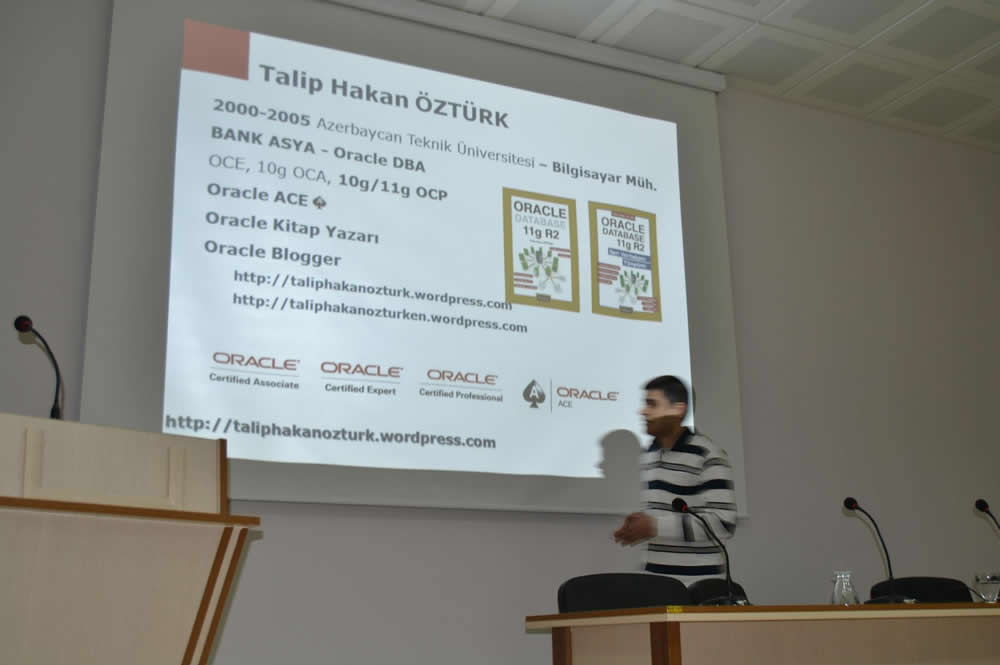 Talip Hakan ÖZTÜRK
2000-2005 Azerbaycan Teknik Üniversitesi – Bilgisayar Müh.
BANK ASYA - Oracle DBA
OCE, 10g OCA, 10g/11g OCP
Oracle ACE
Oracle Kitap Yazarı
Oracle Blogger
http://taliphakanozturk.wordpress.com
http://taliphakanozturken.wordpress.com
ORACLE
DATABASE
11g R2
ORACLE
DATABASE
11g R2
ORACLE
Certified Associate
ORACLE
Certified Expert
ORACLE
Certified Professional
A
ORACLE
ACE
http://taliphakanozturk.wordpress.com